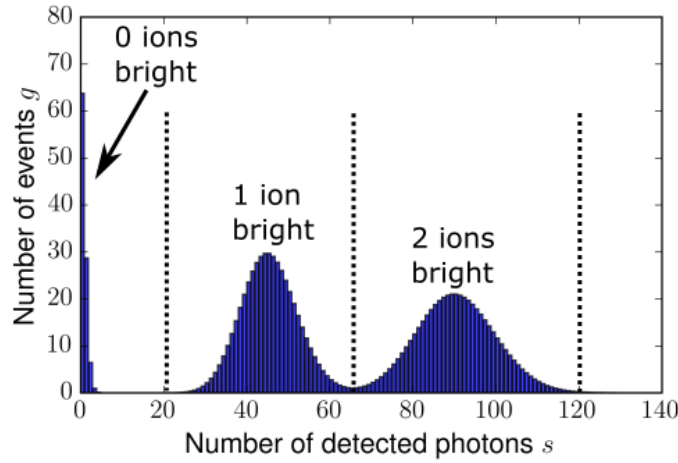 80
70
60
50
40
30
20
10
0
Number of events g
0 ions
bright
1 ion
bright
2 ions
bright
0 20 40 60 80 100 120 140
Number of detected photons s